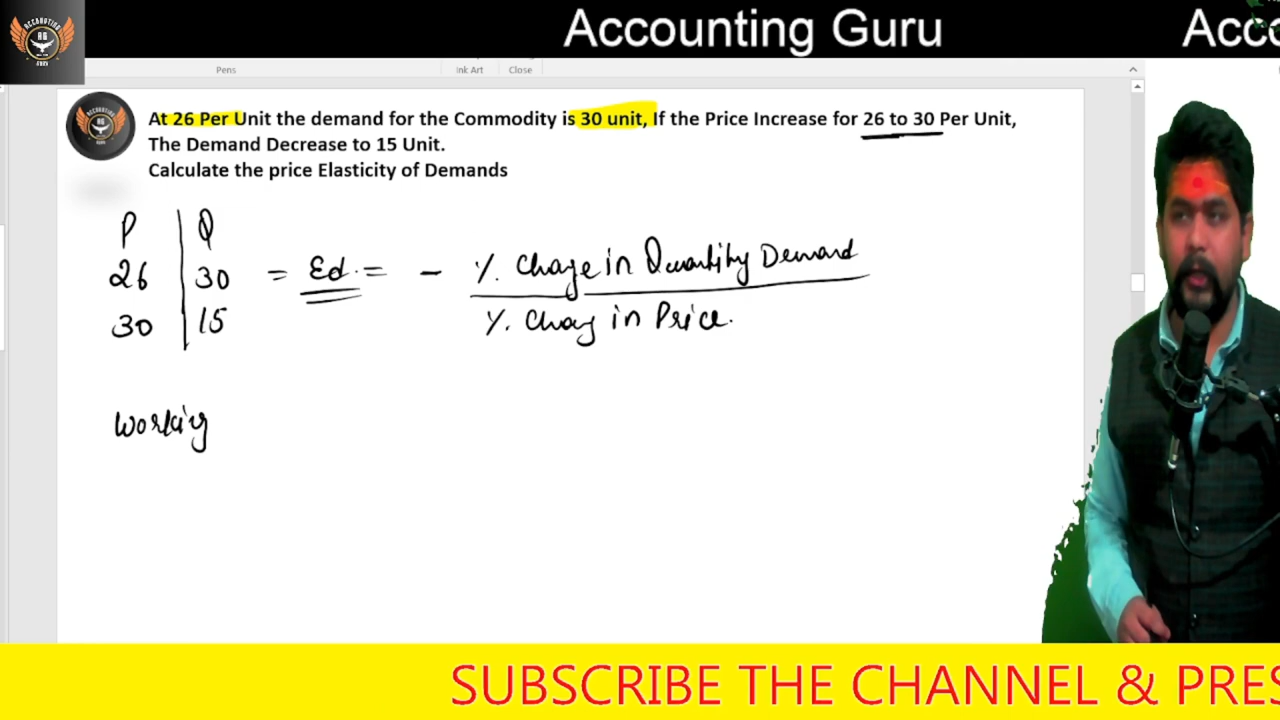 Accounting Guru
Acco
Pens
Ink Art
Close
At 26 Per Unit the demand for the Commodity is 30 unit, If the Price Increase for 26 to 30 Per Unit,
The Demand Decrease to 15 Unit.
Calculate the price Elasticity of Demands
P Q
26 30 = Ed. = - %. Chage in Quantity Demand
30 15 %. Chang in Price.
Working
SUBSCRIBE THE CHANNEL & PRES